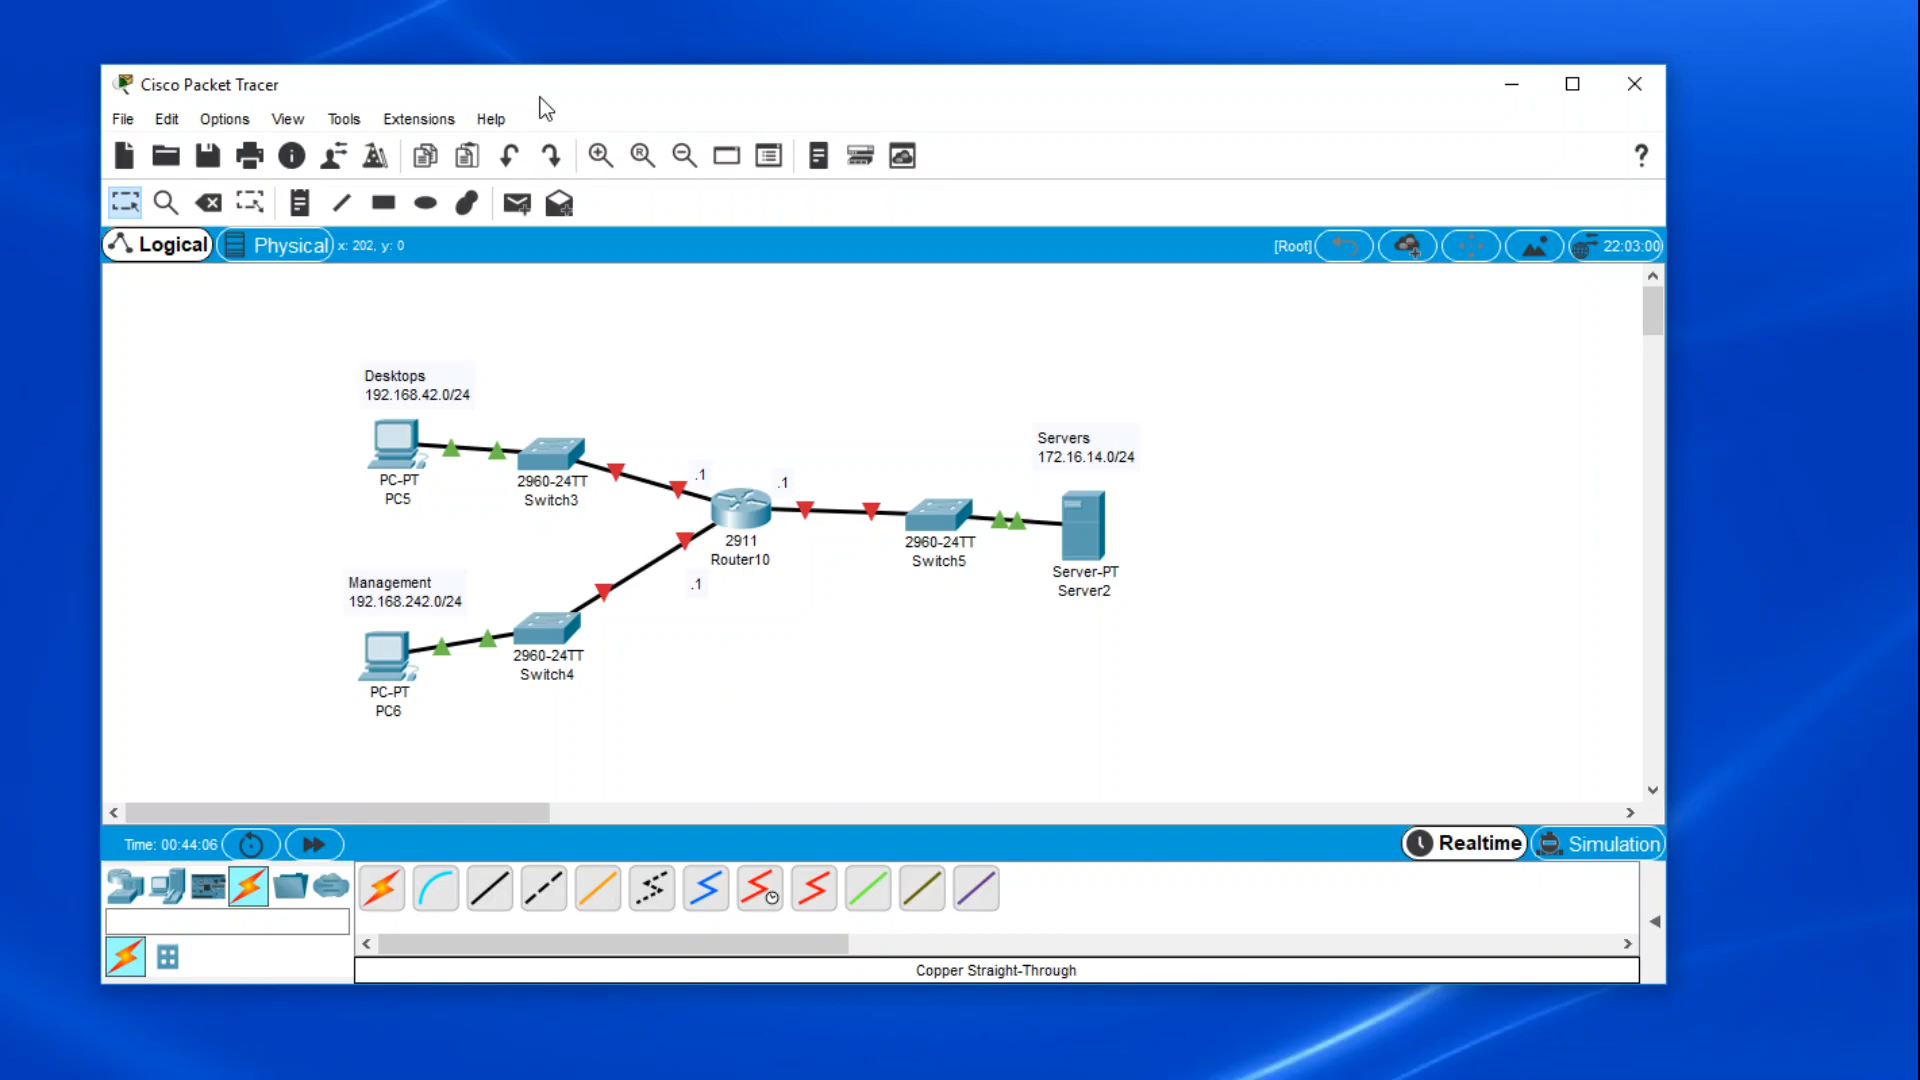 Cisco Packet Tracer
File Edit Options View Tools Extensions Help
?
Logical Physical x: 202, y: 0 [Root] 22:03:00
Desktops
192.168.42.0/24
PC-PT
PC5
2960-24TT
Switch3
.1
.1
2911
Router10
.1
Servers
172.16.14.0/24
2960-24TT
Switch5
Server-PT
Server2
Management
192.168.242.0/24
2960-24TT
Switch4
PC-PT
PC6
Time: 00:44:06 Realtime Simulation
Copper Straight-Through